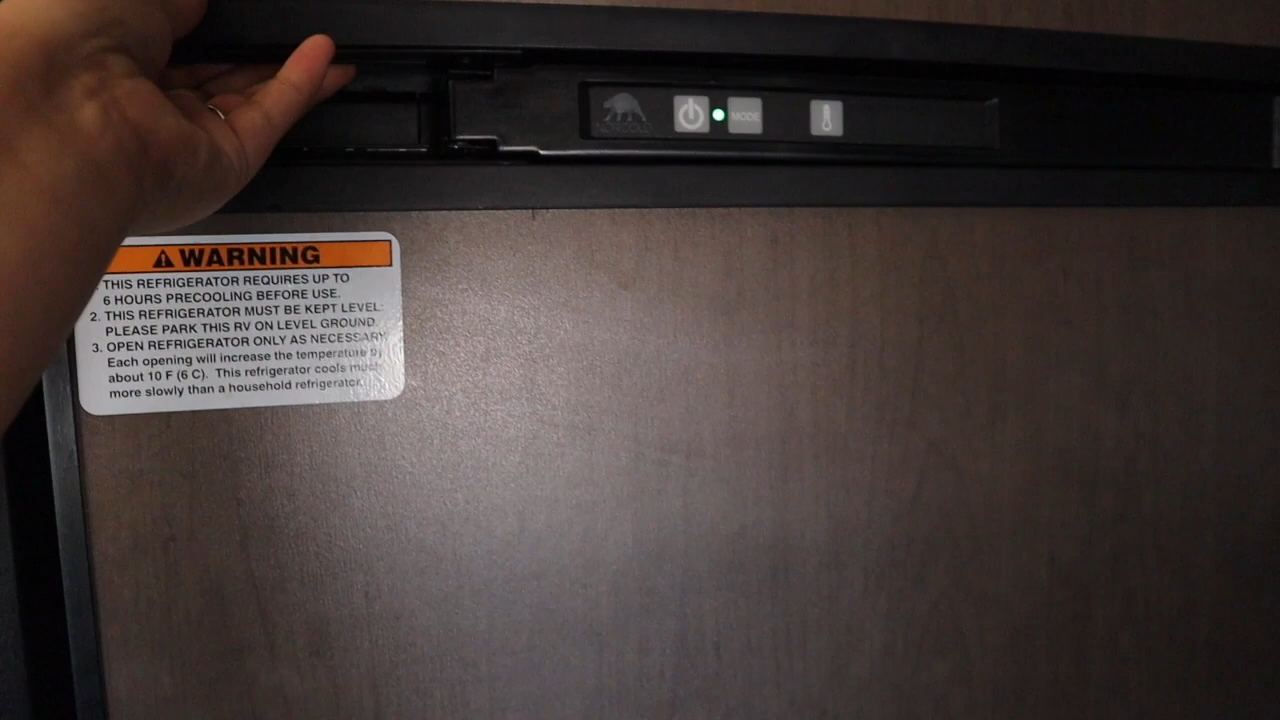 MODE
WARNING
THIS REFRIGERATOR REQUIRES UP TO
6 HOURS PRECOOLING BEFORE USE.
2. THIS REFRIGERATOR MUST BE KEPT LEVEL:
PLEASE PARK THIS RV ON LEVEL GROUND.
3. OPEN REFRIGERATOR ONLY AS NECESSARY
Each opening will increase the temperature by
about 10 F (6 C). This refrigerator cools much
more slowly than a household refrigerator.